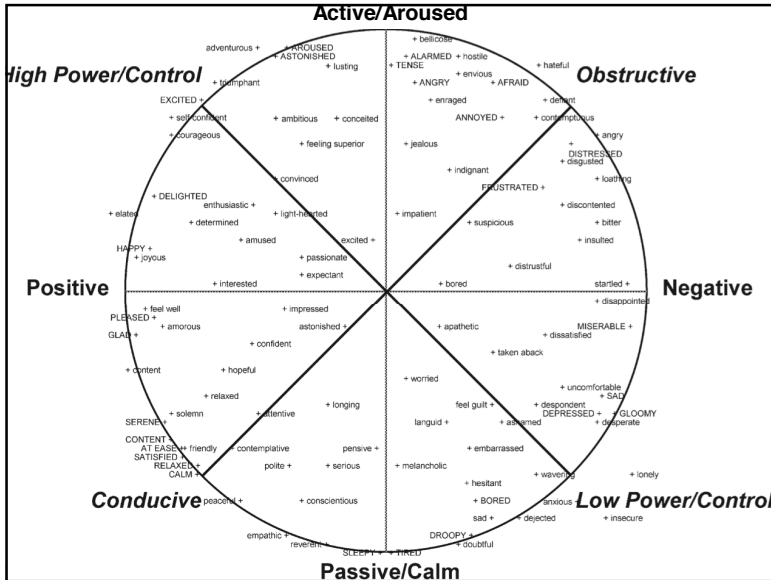 Active/Aroused
+ bellicose
adventurous + + AROUSED
+ ASTONISHED + ALARMED + hostile
+ lusting + TENSE + hateful
High Power/Control + envious Obstructive
+ triumphant + ANGRY + AFRAID
EXCITED + + enraged + defiant
+ self-confident + ambitious + conceited ANNOYED + + contemptuous
+ courageous + angry
+ feeling superior + jealous +
DISTRESSED
+ disgusted
+ indignant
+ convinced + loathing
FRUSTRATED +
+ DELIGHTED
enthusiastic + + discontented
+ elated + light-hearted + impatient
+ determined + suspicious + bitter
+ amused excited + + insulted
HAPPY +
+ joyous + passionate
+ distrustful
+ expectant
+ interested + bored startled +
Positive Negative
+ disappointed
+ feel well + impressed
PLEASED +
+ amorous astonished + + apathetic MISERABLE +
GLAD + + dissatisfied
+ confident
+ taken aback
+ content + hopeful
+ worried
+ uncomfortable
+ relaxed + SAD
+ longing feel guilt + + despondent
+ solemn + attentive DEPRESSED + + GLOOMY
SERENE + languid + + ashamed + desperate
CONTENT +
AT EASE + + friendly + contemplative pensive + + embarrassed
SATISFIED +
RELAXED + polite + + serious + melancholic
CALM + + wavering + lonely
+ hesitant
Conducive peaceful + + conscientious + BORED anxious + Low Power/Control
sad + + dejected + insecure
empathic + DROOPY +
reverent + + doubtful
SLEEPY + + TIRED
Passive/Calm